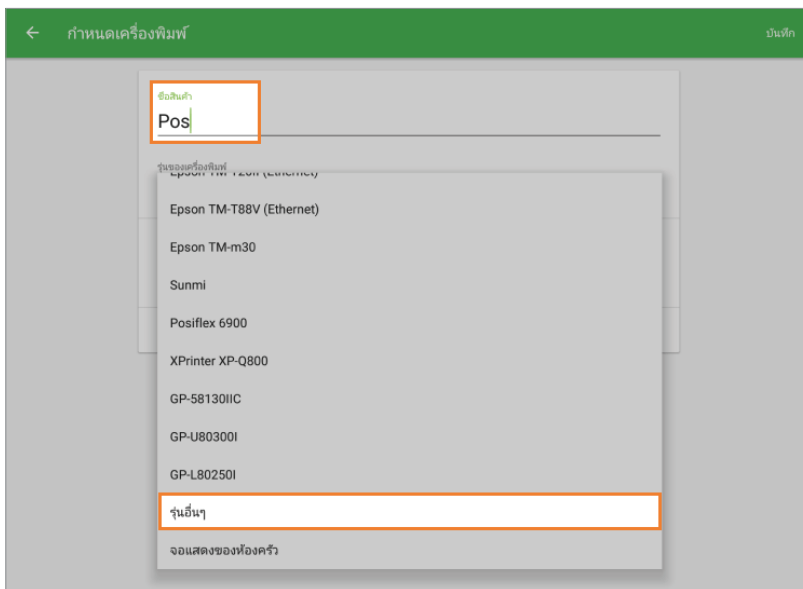 กำหนดเครื่องพิมพ์
บันทึก
ชื่อสินค้า
Pos
รุ่นของเครื่องพิมพ์
Epson TM-T20II (Ethernet)
Epson TM-T88V (Ethernet)
Epson TM-m30
Sunmi
Posiflex 6900
XPrinter XP-Q800
GP-58130IIC
GP-U80300I
GP-L80250I
รุ่นอื่นๆ
จอแสดงของห้องครัว